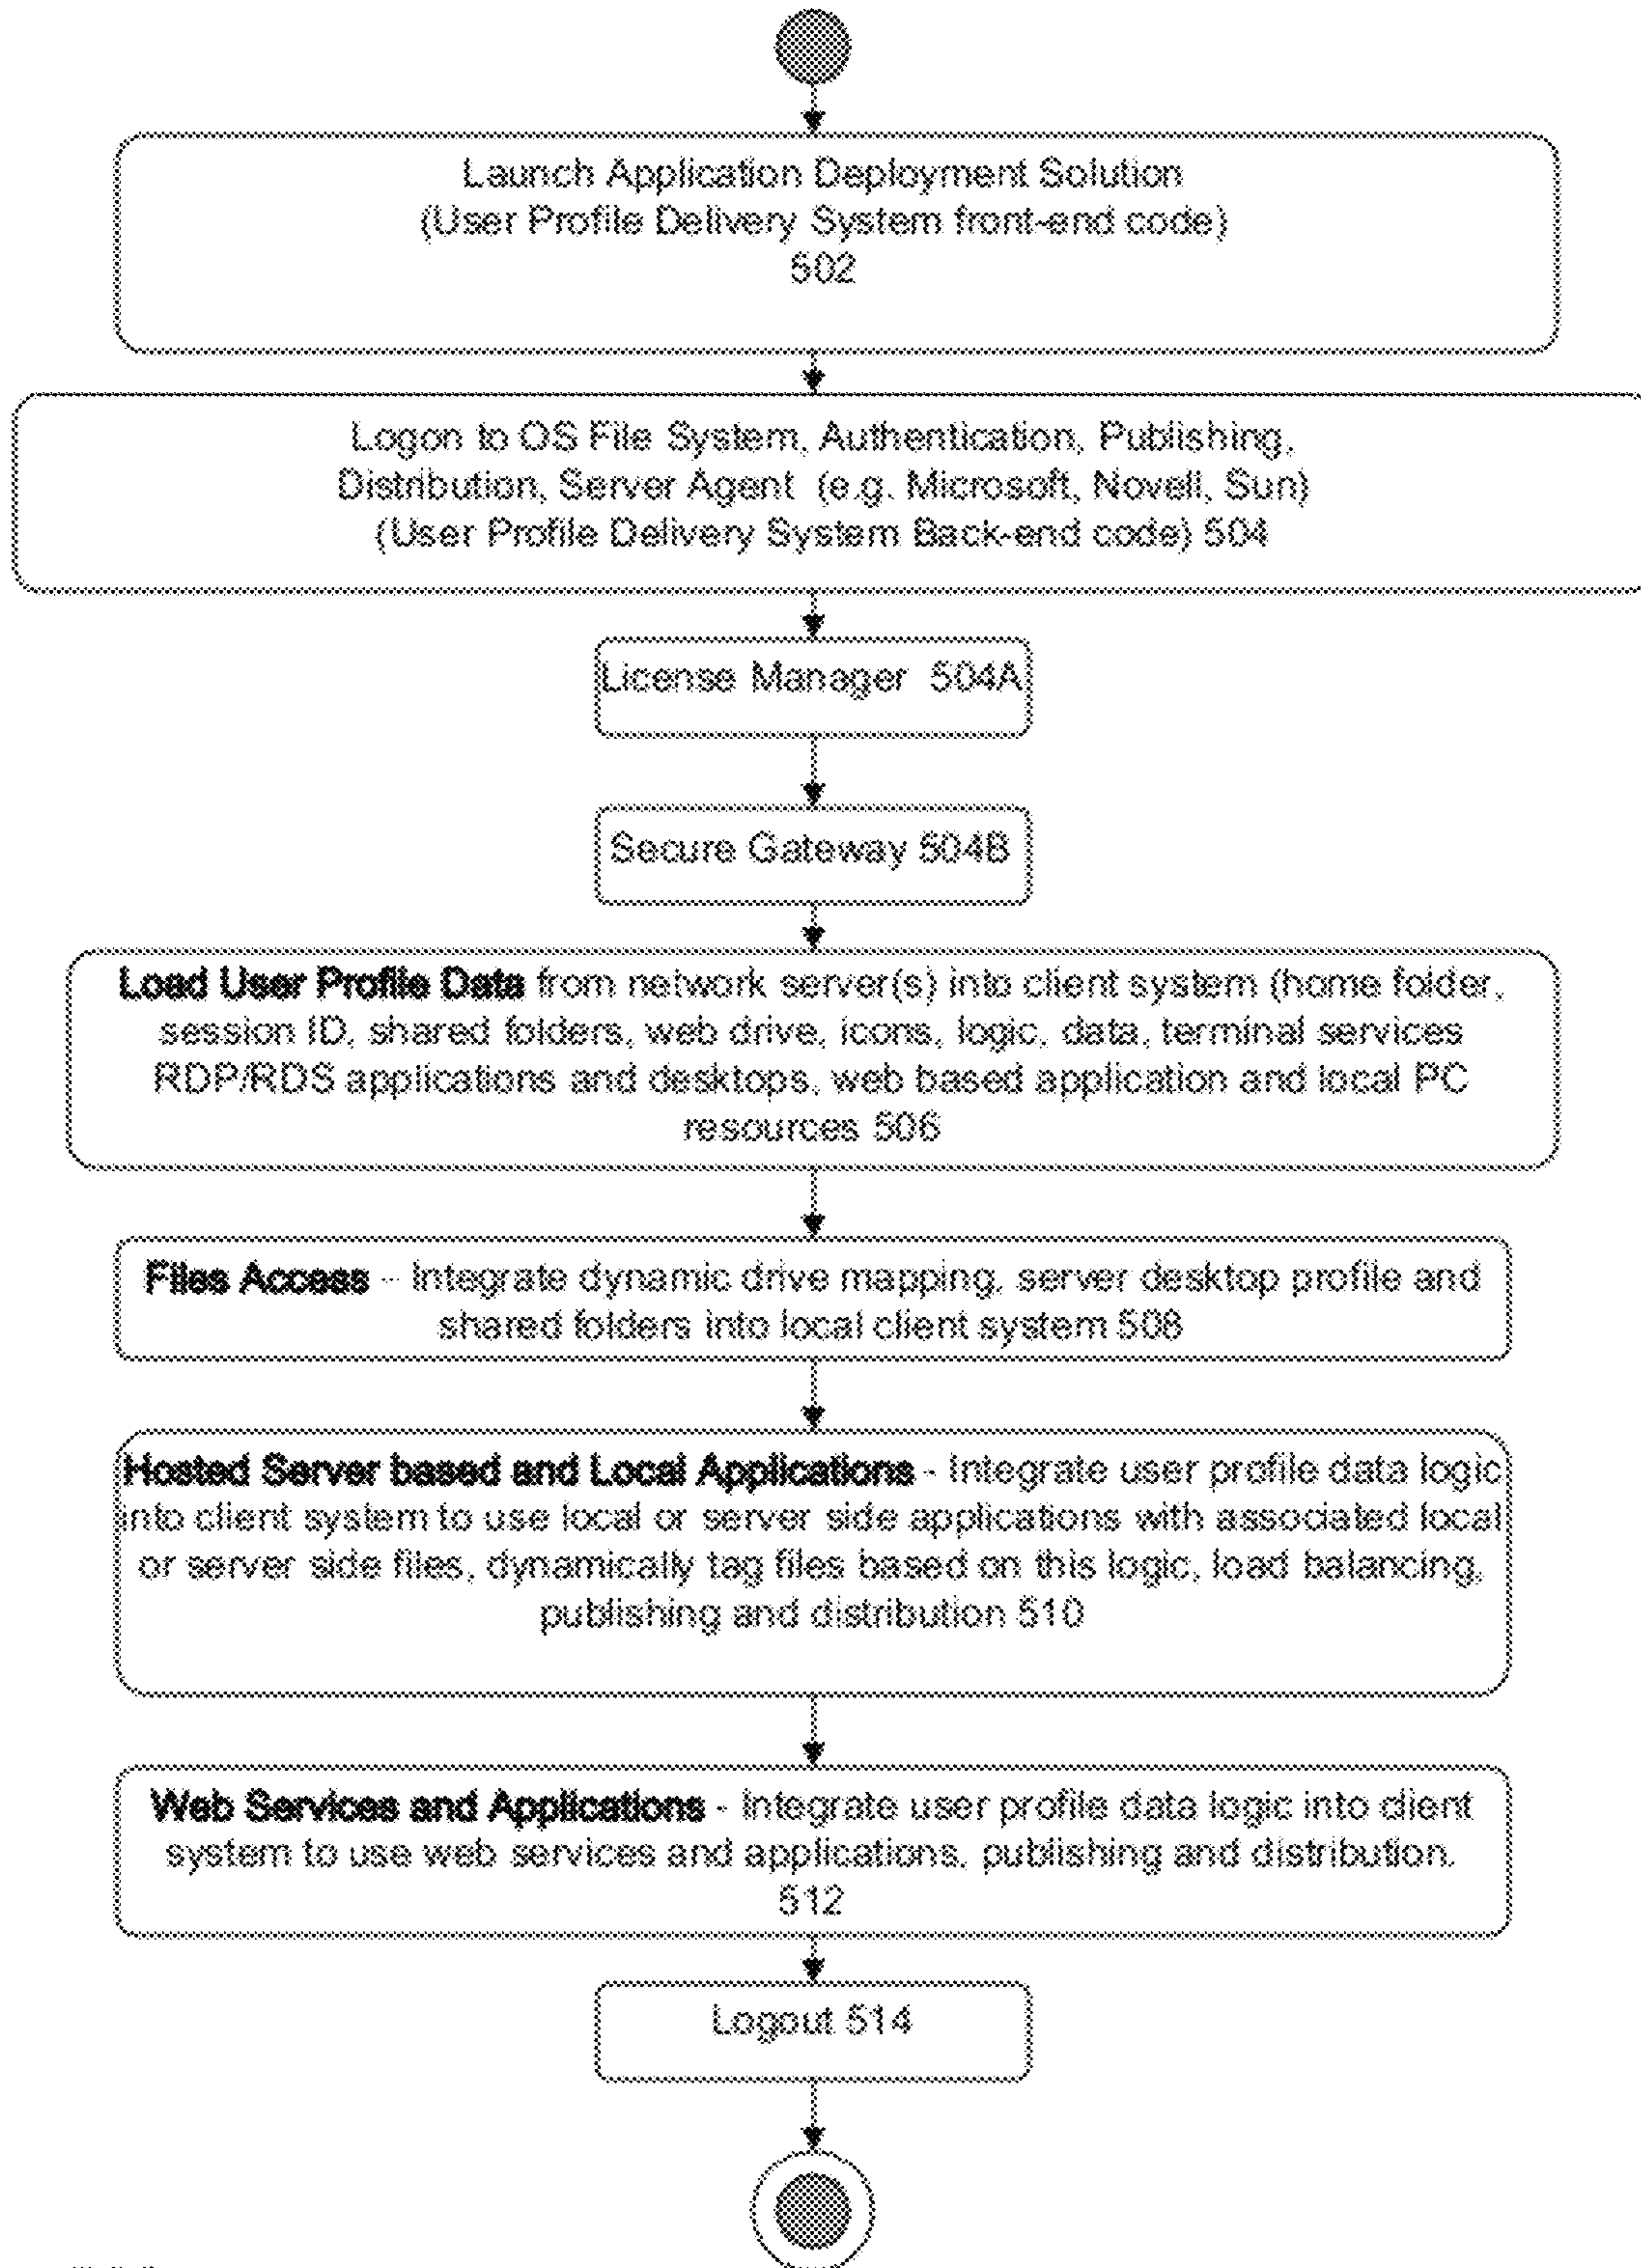 Launch Application Deployment Solution
(User Profile Delivery System front-end code)
502
Logon to OS File System, Authentication, Publishing,
Distribution, Server Agent (e.g. Microsoft, Novell, Sun)
(User Profile Delivery System Back-end code) 504
License Manager 504A
Secure Gateway 504B
Load User Profile Data from network server(s) into client system (home folder,
session ID, shared folders, web drive, icons, logic, data, terminal services
RDP/RDS applications and desktops, web based application and local PC
resources 506
Files Access - Integrate dynamic drive mapping, server desktop profile and
shared folders into local client system 508
Hosted Server based and Local Applications - Integrate user profile data logic
into client system to use local or server side applications with associated local
or server side files, dynamically tag files based on this logic, load balancing,
publishing and distribution 510
Web Services and Applications - Integrate user profile data logic into client
system to use web services and applications, publishing and distribution.
512
Logout 514